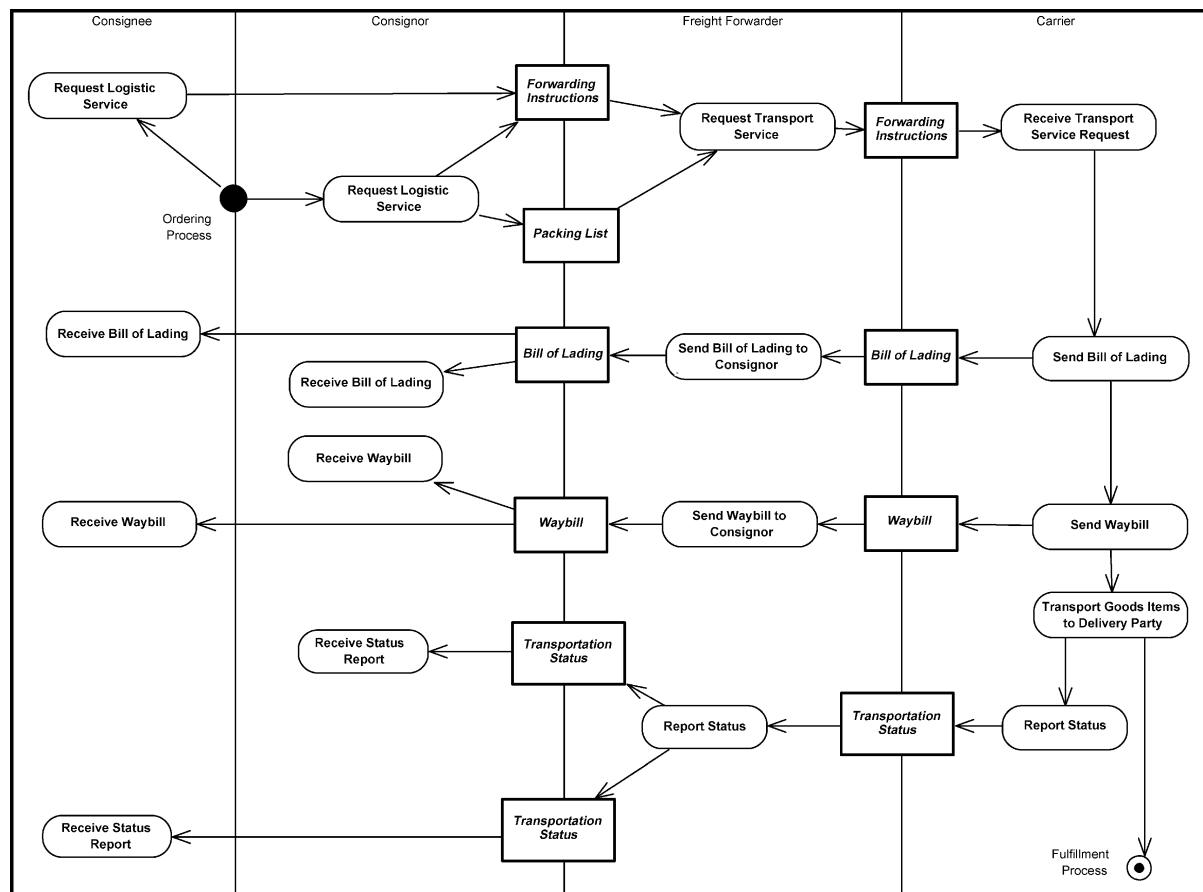 Consignee
Consignor
Freight Forwarder
Carrier
Request Logistic
Service
Forwarding
Instructions
Request Transport
Service
Forwarding
Instructions
Receive Transport
Service Request
Ordering
Process
Request Logistic
Service
Packing List
Receive Bill of Lading
Receive Bill of Lading
Bill of Lading
Send Bill of Lading to
Consignor
Bill of Lading
Send Bill of Lading
Receive Waybill
Receive Waybill
Waybill
Send Waybill to
Consignor
Waybill
Send Waybill
Transport Goods Items
to Delivery Party
Receive Status
Report
Transportation
Status
Report Status
Transportation
Status
Report Status
Receive Status
Report
Transportation
Status
Fulfillment
Process